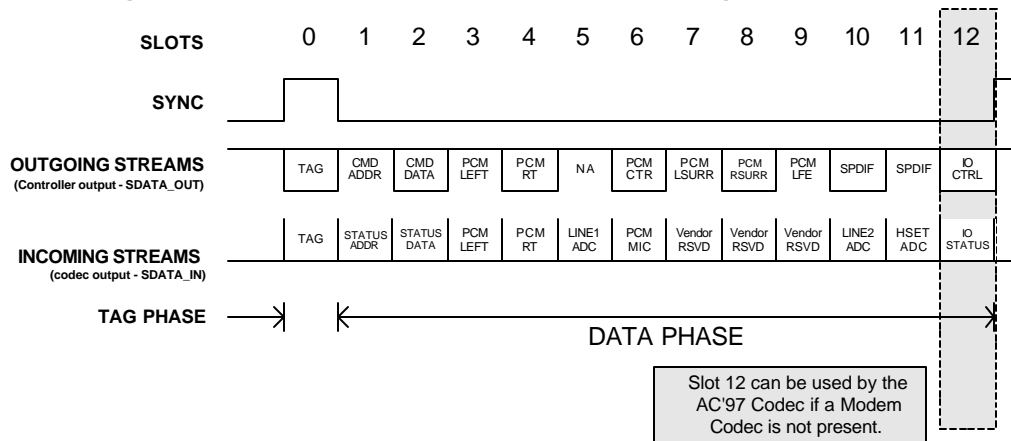 SLOTS 0 1 2 3 4 5 6 7 8 9 10 11 12
SYNC
OUTGOING STREAMS
(Controller output - SDATA_OUT)
TAG
CMD ADDR
CMD DATA
PCM LEFT
PCM RT
NA
PCM CTR
PCM LSURR
PCM RSURR
PCM LFE
SPDIF
SPDIF
IO CTRL
INCOMING STREAMS
(codec output - SDATA_IN)
TAG
STATUS ADDR
STATUS DATA
PCM LEFT
PCM RT
LINE1 ADC
PCM MIC
Vendor RSVD
Vendor RSVD
Vendor RSVD
LINE2 ADC
HSET ADC
IO STATUS
TAG PHASE
DATA PHASE
Slot 12 can be used by the
AC'97 Codec if a Modem
Codec is not present.